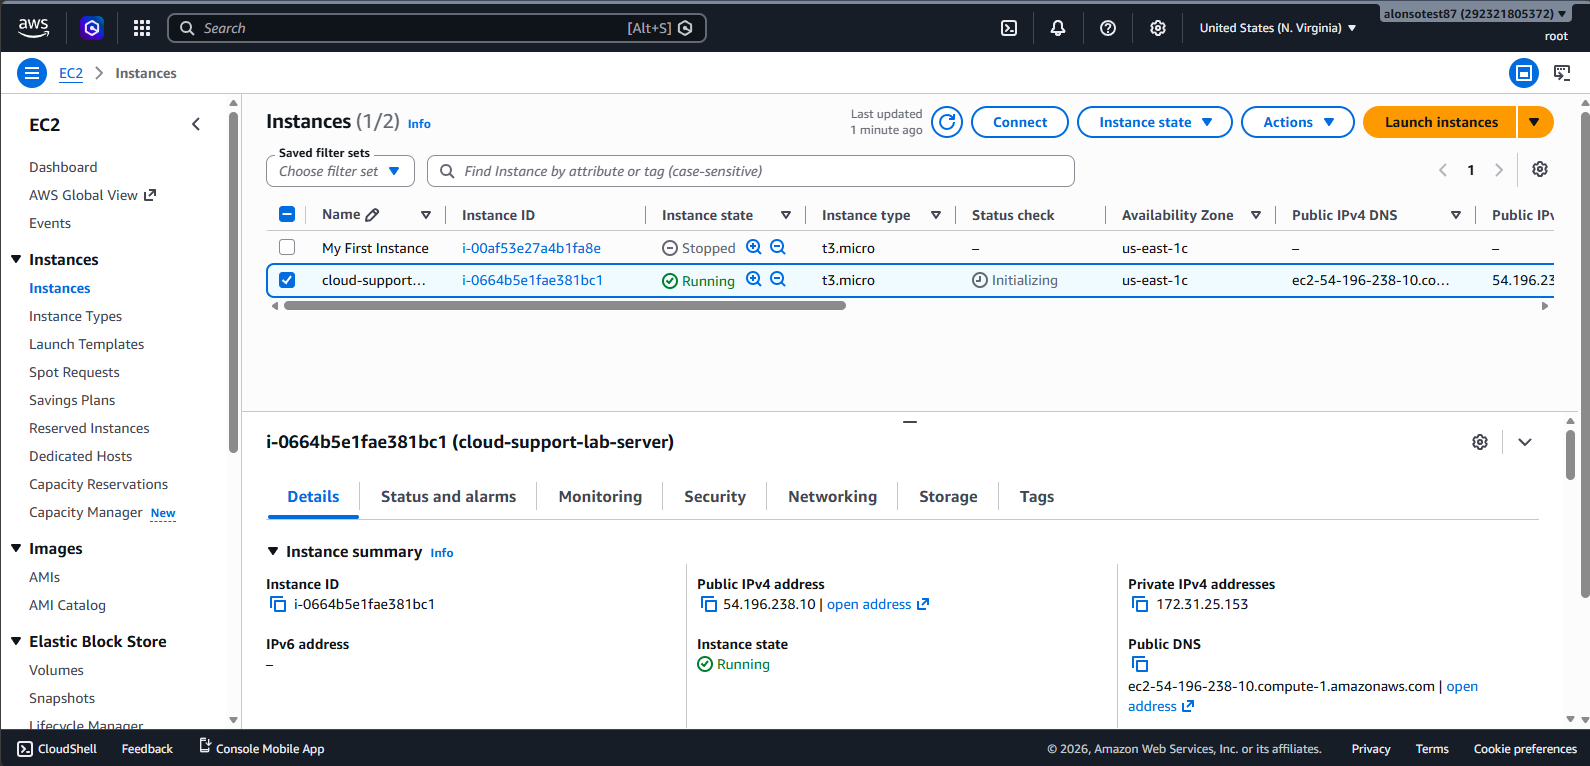 aws
Search [Alt+S]
United States (N. Virginia)
alonsotest87 (292321805372)
root
EC2 Instances
EC2
Dashboard
AWS Global View
Events
Instances
Instances
Instance Types
Launch Templates
Spot Requests
Savings Plans
Reserved Instances
Dedicated Hosts
Capacity Reservations
Capacity Manager New
Images
AMIs
AMI Catalog
Elastic Block Store
Volumes
Snapshots
Lifecycle Manager
Instances (1/2) Info
Last updated
1 minute ago
Connect
Instance state
Actions
Launch instances
Saved filter sets
Choose filter set
Find Instance by attribute or tag (case-sensitive)
1
Name Instance ID Instance state Instance type Status check Availability Zone Public IPv4 DNS Public IPv
My First Instance i-00af53e27a4b1fa8e Stopped t3.micro – us-east-1c – –
cloud-support... i-0664b5e1fae381bc1 Running t3.micro Initializing us-east-1c ec2-54-196-238-10.co... 54.196.23
i-0664b5e1fae381bc1 (cloud-support-lab-server)
Details Status and alarms Monitoring Security Networking Storage Tags
Instance summary Info
Instance ID
i-0664b5e1fae381bc1
IPv6 address
–
Public IPv4 address
54.196.238.10 | open address
Instance state
Running
Private IPv4 addresses
172.31.25.153
Public DNS
ec2-54-196-238-10.compute-1.amazonaws.com | open
address
CloudShell Feedback Console Mobile App © 2026, Amazon Web Services, Inc. or its affiliates. Privacy Terms Cookie preferences